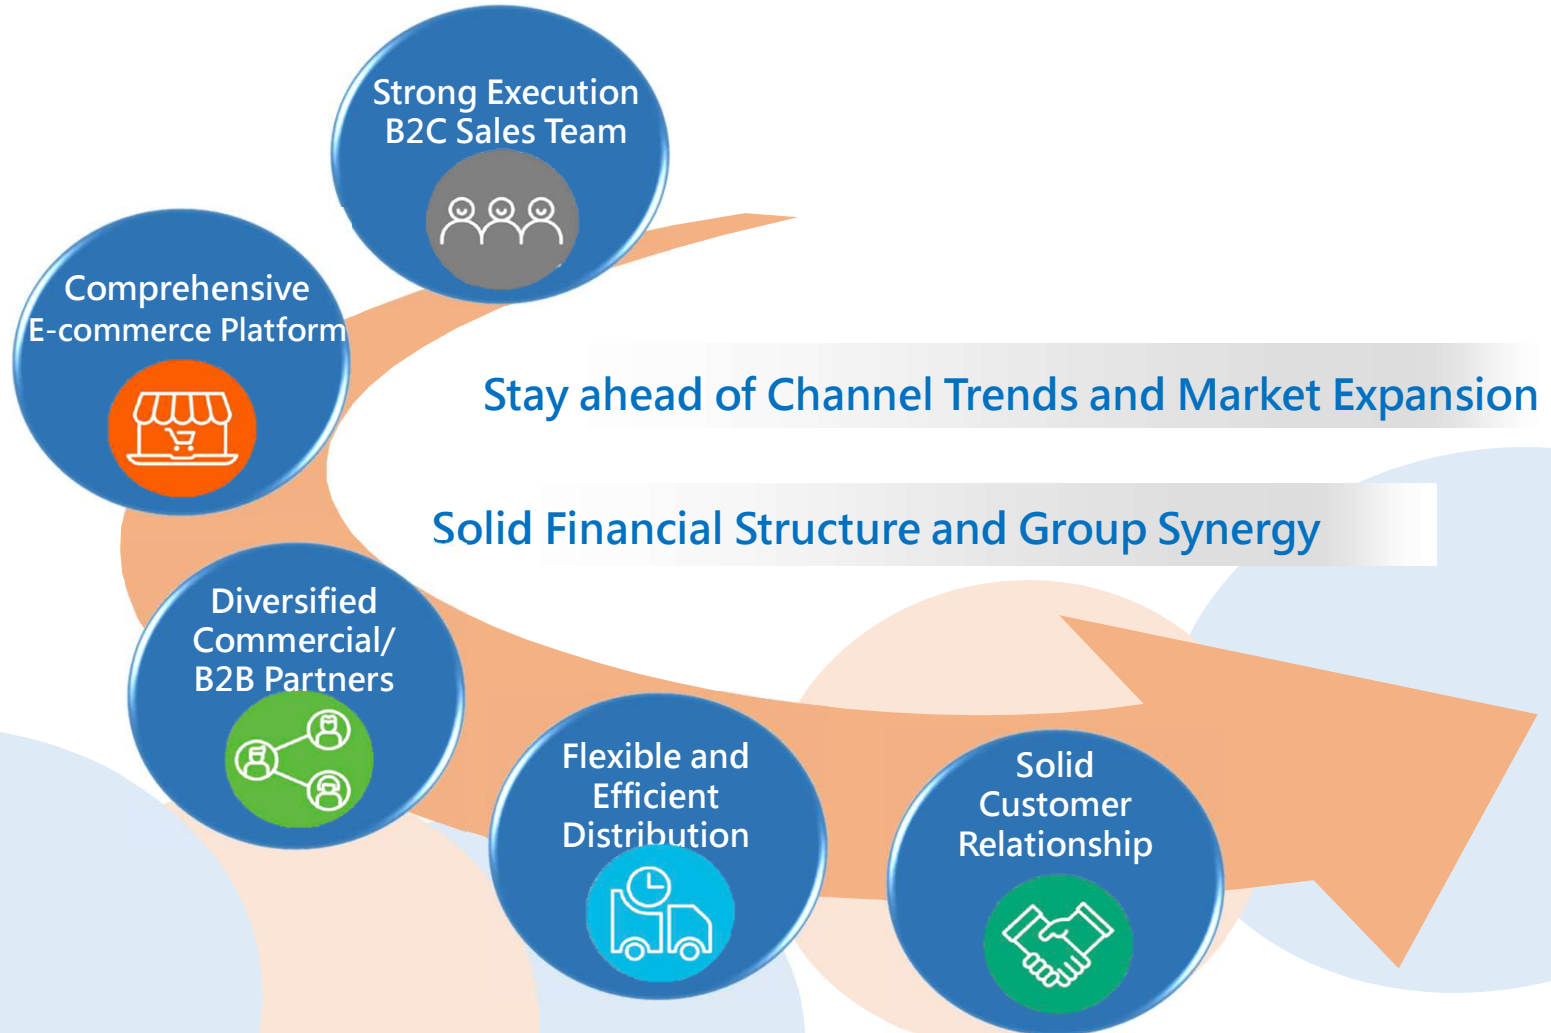 Strong Execution
B2C Sales Team
Comprehensive
E-commerce Platform
Stay ahead of Channel Trends and Market Expansion
Solid Financial Structure and Group Synergy
Diversified
Commercial/
B2B Partners
Flexible and
Efficient
Distribution
Solid
Customer
Relationship